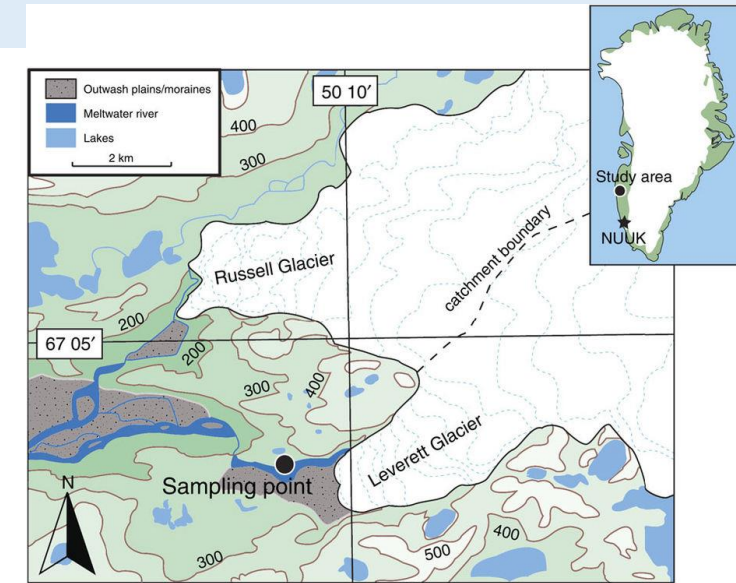 Outwash plains/moraines
Meltwater river
Lakes
2 km
50 10′
400
300
Study area
NUUK
catchment boundary
Russell Glacier
200
67 05′
200
300
400
Leverett Glacier
Sampling point
N
300
400
500